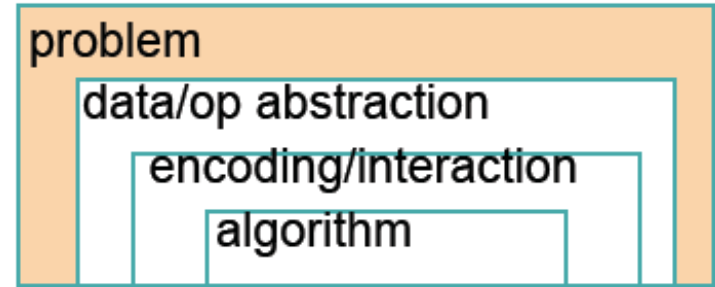 problem
data/op abstraction
encoding/interaction
algorithm